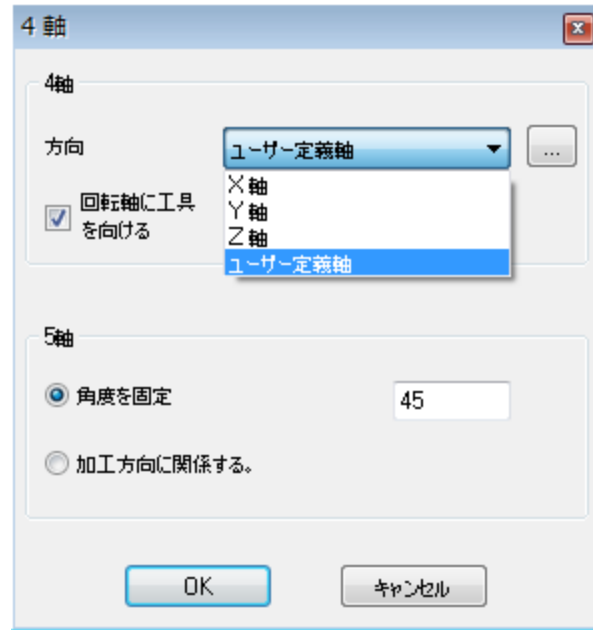 4 軸
4軸
方向
ユーザー定義軸
...
X 軸
Y 軸
Z 軸
ユーザー定義軸
回転軸に工具
を向ける
5軸
角度を固定
45
加工方向に関係する。
OK
キャンセル